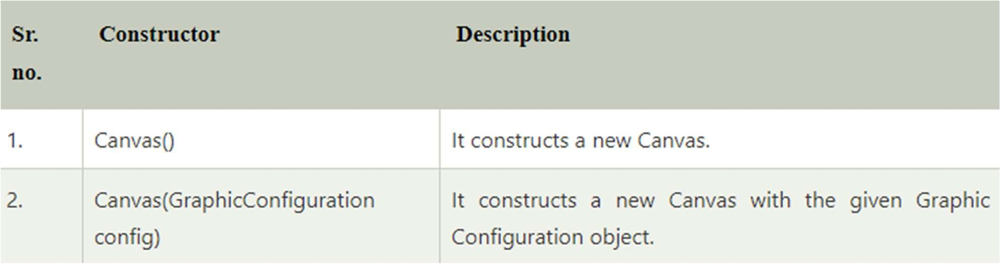 Sr. no. Constructor Description
1. Canvas() It constructs a new Canvas.
2. Canvas(GraphicConfiguration config) It constructs a new Canvas with the given Graphic Configuration object.